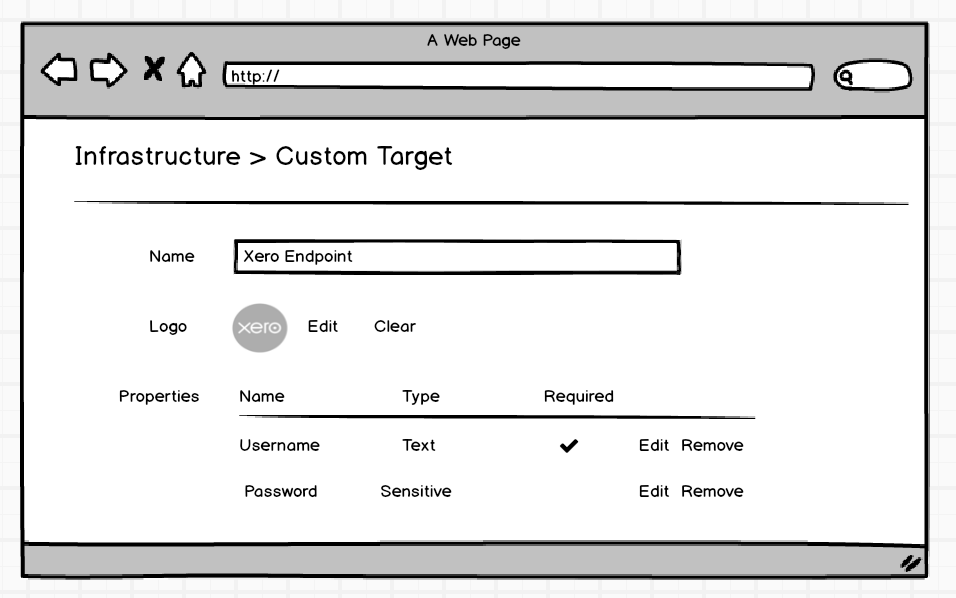 A Web Page
http://
Infrastructure > Custom Target
Name Xero Endpoint
Logo xero Edit Clear
Properties Name Type Required
Username Text Edit Remove
Password Sensitive Edit Remove